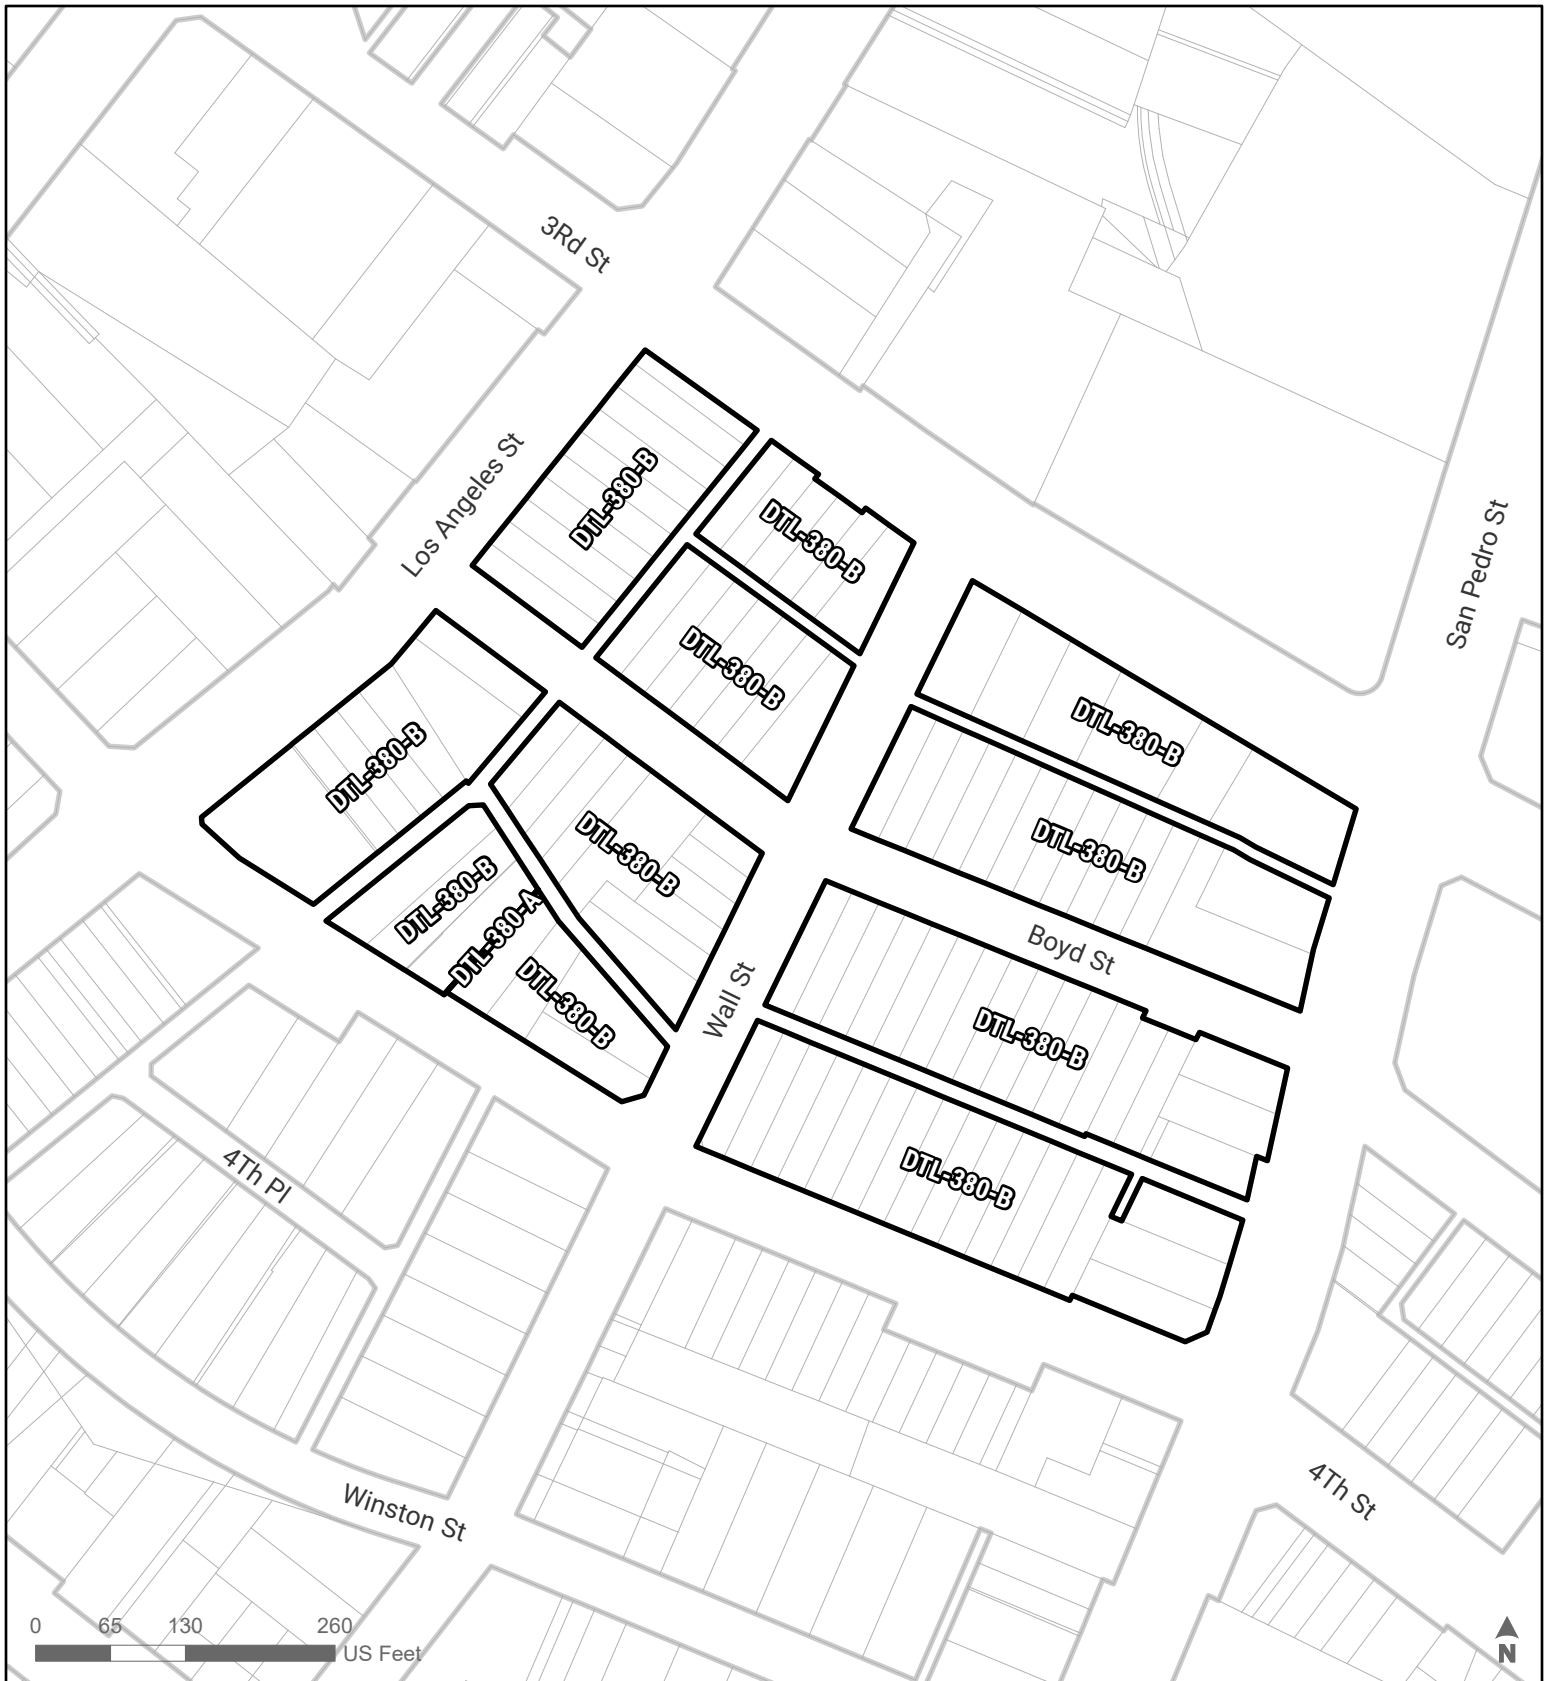 3Rd St
Los Angeles St
DTL-380-B
DTL-380-B
San Pedro St
DTL-380-B
DTL-380-B
DTL-380-B
DTL-380-B
DTL-380-B
DTL-380-B
DTL-380-A
DTL-380-B
Boyd St
Wall St
DTL-380-B
DTL-380-B
4Th Pl
Winston St
4Th St
0 65 130 260
US Feet
N